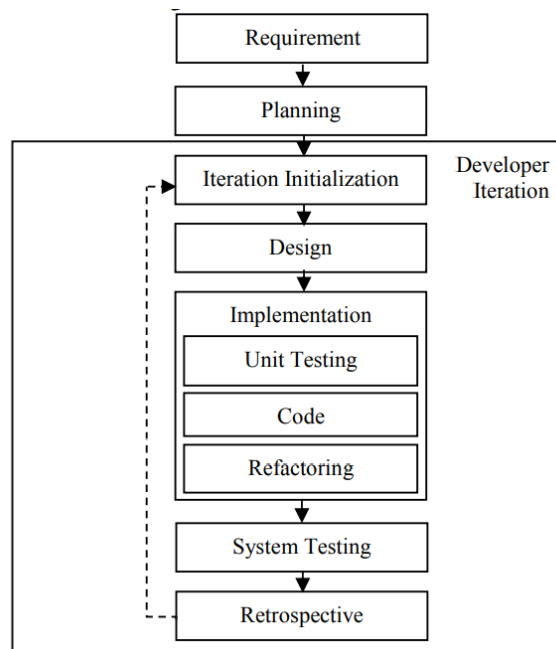 Requirement
Planning
Developer
Iteration
Iteration Initialization
Design
Implementation
Unit Testing
Code
Refactoring
System Testing
Retrospective